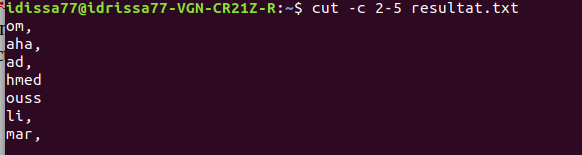 idissa77@idrissa77-VGN-CR21Z-R:~$ cut -c 2-5 resultat.txt
om,
aha,
ad,
hmed
ouss
li,
mar,